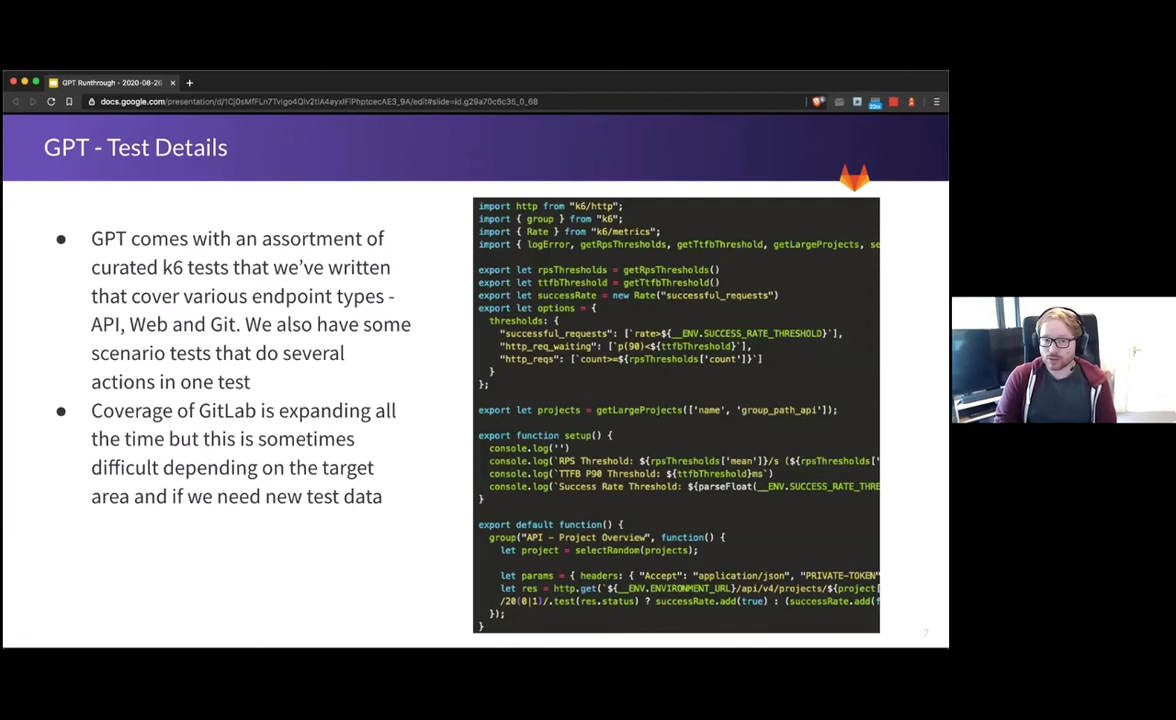 GPT Runthrough - 2020-08-26
docs.google.com/presentation/d/1Cj0sMfFLn7TvIgo4Qlv2tiA4ayxIFiPhptcecAE3_9A/edit#slide=id.g29a70c6c35_0_68
GPT - Test Details
● GPT comes with an assortment of
curated k6 tests that we've written
that cover various endpoint types -
API, Web and Git. We also have some
scenario tests that do several
actions in one test
● Coverage of GitLab is expanding all
the time but this is sometimes
difficult depending on the target
area and if we need new test data
import http from "k6/http";
import { group } from "k6";
import { Rate } from "k6/metrics";
import { logError, getRpsThresholds, getTtfbThreshold, getLargeProjects, se
export let rpsThresholds = getRpsThresholds()
export let ttfbThreshold = getTtfbThreshold()
export let successRate = new Rate("successful_requests")
export let options = {
thresholds: {
"successful_requests": [`rate>${__ENV.SUCCESS_RATE_THRESHOLD}`],
"http_req_waiting": [`p(90)<${ttfbThreshold}`],
"http_reqs": [`count>=${rpsThresholds['count']}`]
}
};
export let projects = getLargeProjects(['name', 'group_path_api']);
export function setup() {
console.log('')
console.log(`RPS Threshold: ${rpsThresholds['mean']}/s (${rpsThresholds['
console.log(`TTFB P90 Threshold: ${ttfbThreshold}ms`)
console.log(`Success Rate Threshold: ${parseFloat(__ENV.SUCCESS_RATE_THRE
}
export default function() {
group("API - Project Overview", function() {
let project = selectRandom(projects);
let params = { headers: { "Accept": "application/json", "PRIVATE-TOKEN"
let res = http.get(`${__ENV.ENVIRONMENT_URL}/api/v4/projects/${project[
/20(0|1)/.test(res.status) ? successRate.add(true) : (successRate.add(f
});
}
7